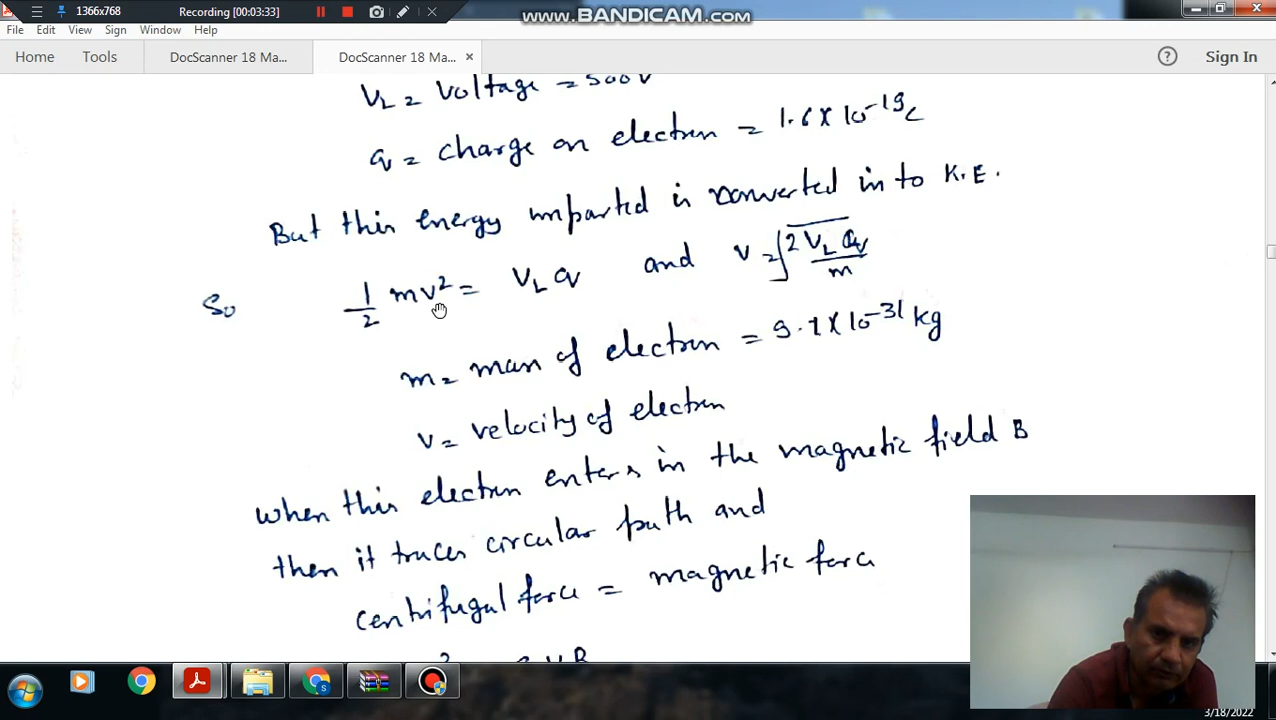 1366x768
Recording [00:03:33]
www.BANDICAM.com
File Edit View Sign Window Help
Home Tools DocScanner 18 Ma... DocScanner 18 Ma... ×
Sign In
VL = voltage = 500V
q = charge on electron = 1.6 X 10-19 C
But this energy imparted is converted in to K.E.
So 1/2 mv2 = VL q and v = √2 VL q/m
m = mass of electron = 9.1 X 10-31 kg
v = velocity of electron
when this electron enters in the magnetic field B
then it traces circular path and
centrifugal force = magnetic force
3/18/2022